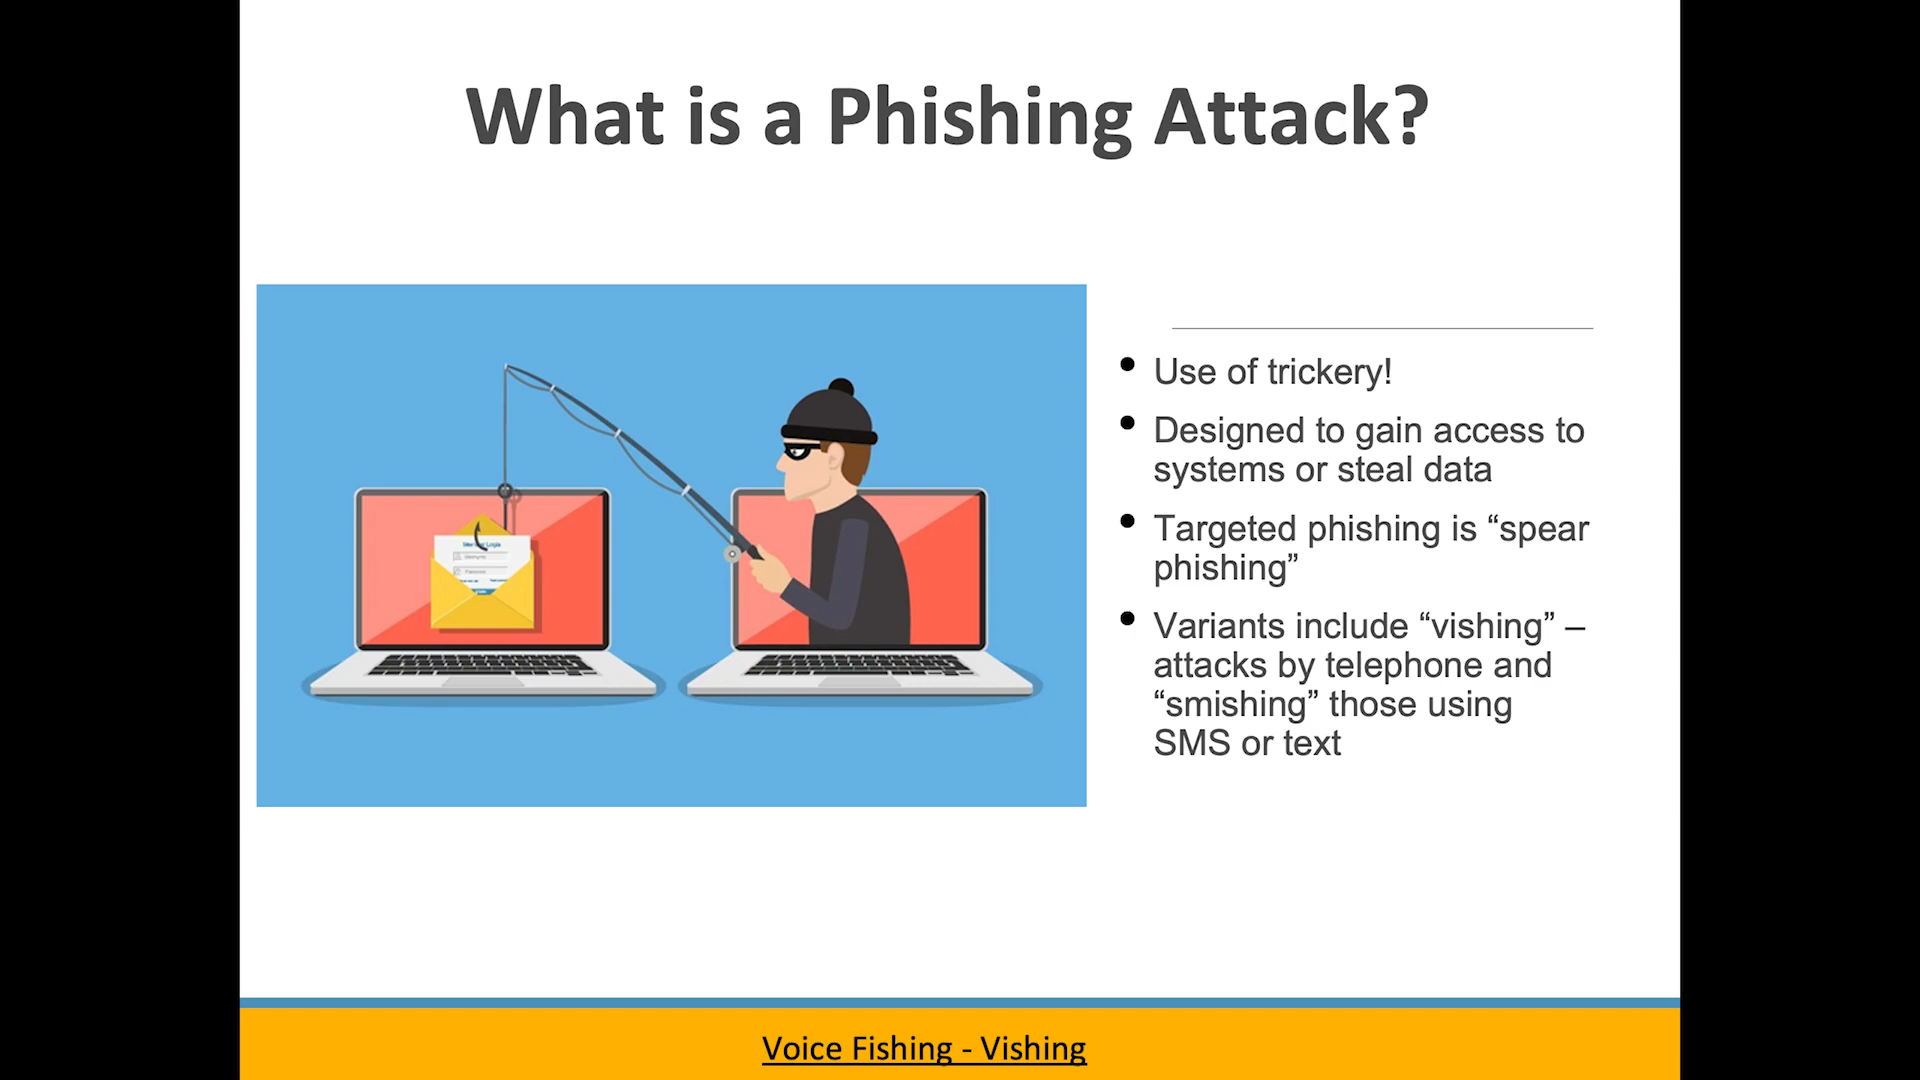 What is a Phishing Attack?
Use of trickery!
Designed to gain access to
systems or steal data
Targeted phishing is “spear
phishing”
Variants include “vishing” –
attacks by telephone and
“smishing” those using
SMS or text
Voice Fishing - Vishing